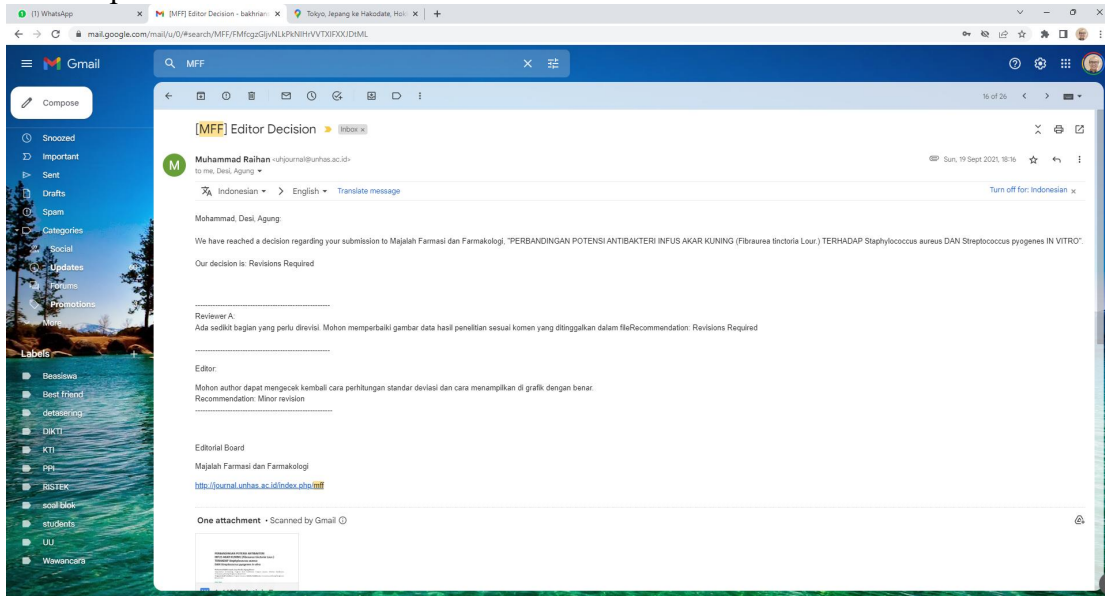 (1) WhatsApp
[MFF] Editor Decision - bakhrian
Tokyo, Jepang ke Hakodate, Hok
mail.google.com/mail/u/0/#search/MFF/FMfcgzGljvNLkPkNlHrVVTXlFXXJDtML
Gmail
MFF
Compose
16 of 26
Snoozed
Important
Sent
Drafts
Spam
Categories
Social
Updates
Forums
Promotions
More
Labels
Beasiswa
Best friend
detasering
DIKTI
KTI
PPI
RISTEK
soal blok
students
UU
Wawancara
[MFF] Editor Decision
Inbox x
Muhammad Raihan <uhjournal@unhas.ac.id>
Sun, 19 Sept 2021, 18:16
to me, Desi, Agung
Indonesian > English Translate message
Turn off for: Indonesian x
Mohammad, Desi, Agung:
We have reached a decision regarding your submission to Majalah Farmasi dan Farmakologi, "PERBANDINGAN POTENSI ANTIBAKTERI INFUS AKAR KUNING (Fibraurea tinctoria Lour.) TERHADAP Staphylococcus aureus DAN Streptococcus pyogenes IN VITRO".
Our decision is: Revisions Required
Reviewer A:
Ada sedikit bagian yang perlu direvisi. Mohon memperbaiki gambar data hasil penelitian sesuai komen yang ditinggalkan dalam fileRecommendation: Revisions Required
Editor:
Mohon author dapat mengecek kembali cara perhitungan standar deviasi dan cara menampilkan di grafik dengan benar.
Recommendation: Minor revision
Editorial Board
Majalah Farmasi dan Farmakologi
http://journal.unhas.ac.id/index.php/mff
One attachment • Scanned by Gmail